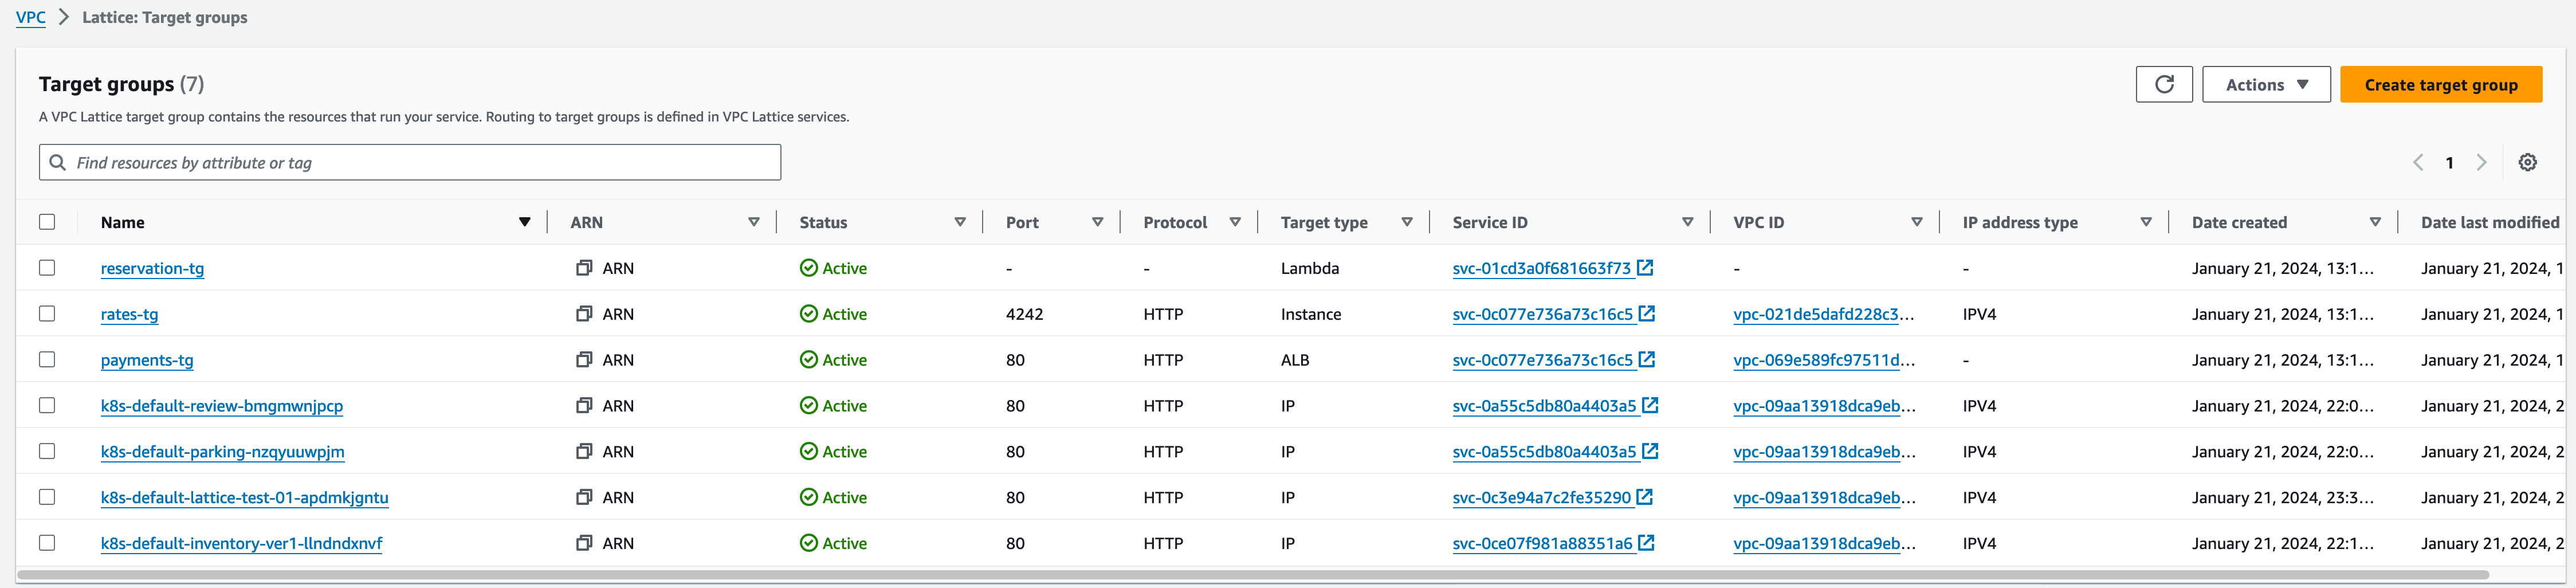 VPC > Lattice: Target groups
Target groups (7)
Actions
Create target group
A VPC Lattice target group contains the resources that run your service. Routing to target groups is defined in VPC Lattice services.
Find resources by attribute or tag
1
Name ARN Status Port Protocol Target type Service ID VPC ID IP address type Date created Date last modified
reservation-tg ARN Active - - Lambda svc-01cd3a0f681663f73 - - January 21, 2024, 13:1... January 21, 2024, 1
rates-tg ARN Active 4242 HTTP Instance svc-0c077e736a73c16c5 vpc-021de5dafd228c3... IPV4 January 21, 2024, 13:1... January 21, 2024, 1
payments-tg ARN Active 80 HTTP ALB svc-0c077e736a73c16c5 vpc-069e589fc97511d... - January 21, 2024, 13:1... January 21, 2024, 1
k8s-default-review-bmgmwnjpcp ARN Active 80 HTTP IP svc-0a55c5db80a4403a5 vpc-09aa13918dca9eb... IPV4 January 21, 2024, 22:0... January 21, 2024, 2
k8s-default-parking-nzqyuuwpjm ARN Active 80 HTTP IP svc-0a55c5db80a4403a5 vpc-09aa13918dca9eb... IPV4 January 21, 2024, 22:0... January 21, 2024, 2
k8s-default-lattice-test-01-apdmkjgntu ARN Active 80 HTTP IP svc-0c3e94a7c2fe35290 vpc-09aa13918dca9eb... IPV4 January 21, 2024, 23:3... January 21, 2024, 2
k8s-default-inventory-ver1-llndndxnvf ARN Active 80 HTTP IP svc-0ce07f981a88351a6 vpc-09aa13918dca9eb... IPV4 January 21, 2024, 22:1... January 21, 2024, 2